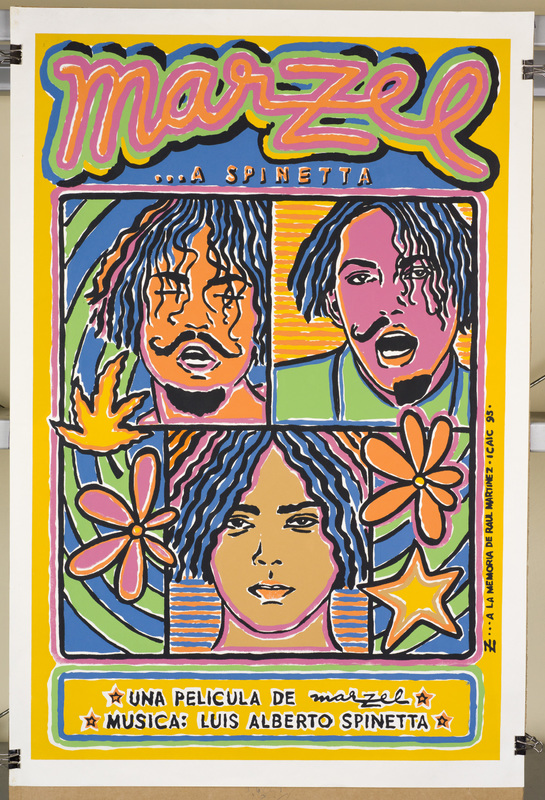 marzel
...A SPINETTA
Z...A LA MEMORIA DE RAUL MARTINEZ · ICAIC 95.
UNA PELICULA DE marzel
MUSICA: LUIS ALBERTO SPINETTA